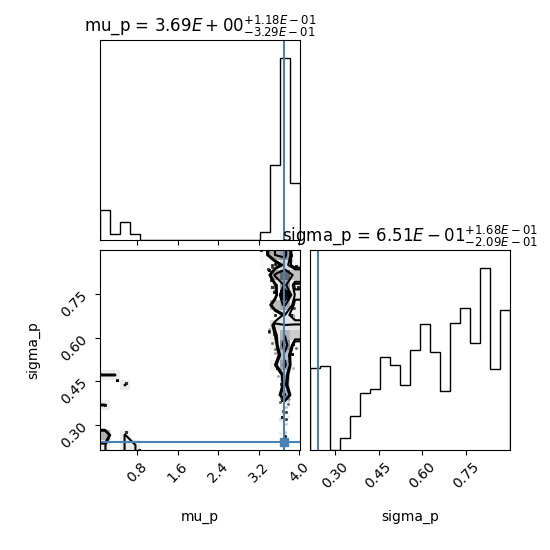 mu_p = 3.69E + 00+1.18E − 01 −3.29E − 01
sigma_p = 6.51E − 01+1.68E − 01 −2.09E − 01
sigma_p
0.75
0.60
0.45
0.30
0.8 1.6 2.4 3.2 4.0
0.30 0.45 0.60 0.75
mu_p
sigma_p